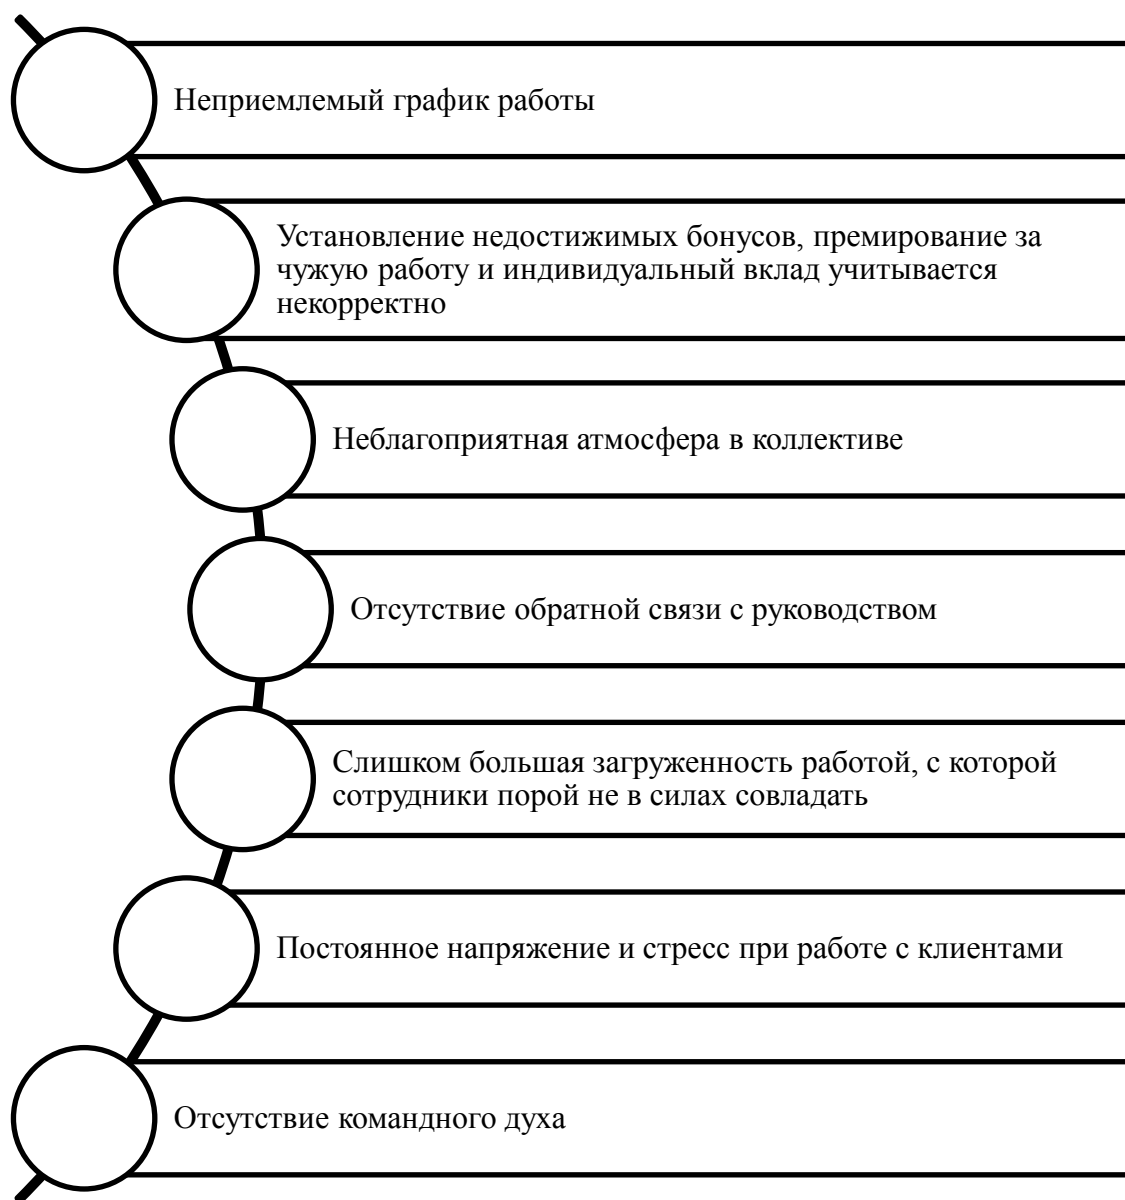 Неприемлемый график работы
Установление недостижимых бонусов, премирование за
чужую работу и индивидуальный вклад учитывается
некорректно
Неблагоприятная атмосфера в коллективе
Отсутствие обратной связи с руководством
Слишком большая загруженность работой, с которой
сотрудники порой не в силах совладать
Постоянное напряжение и стресс при работе с клиентами
Отсутствие командного духа